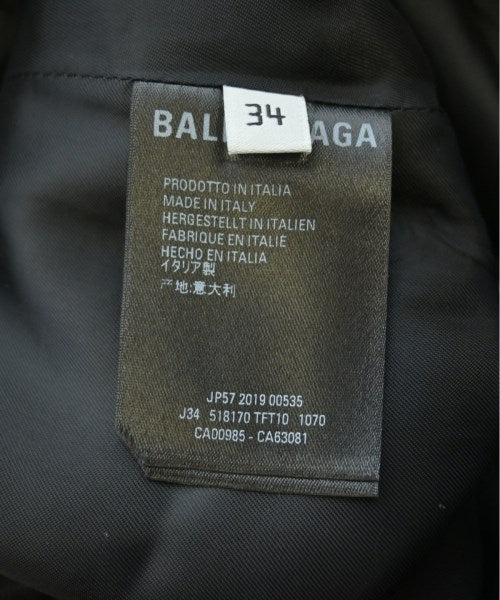 34
BAL AGA
PRODOTTO IN ITALIA
MADE IN ITALY
HERGESTELLT IN ITALIEN
FABRIQUE EN ITALIE
HECHO EN ITALIA
イタリア製
产地:意大利
JP57 2019 00535
J34 518170 TFT10 1070
CA00985 - CA63081